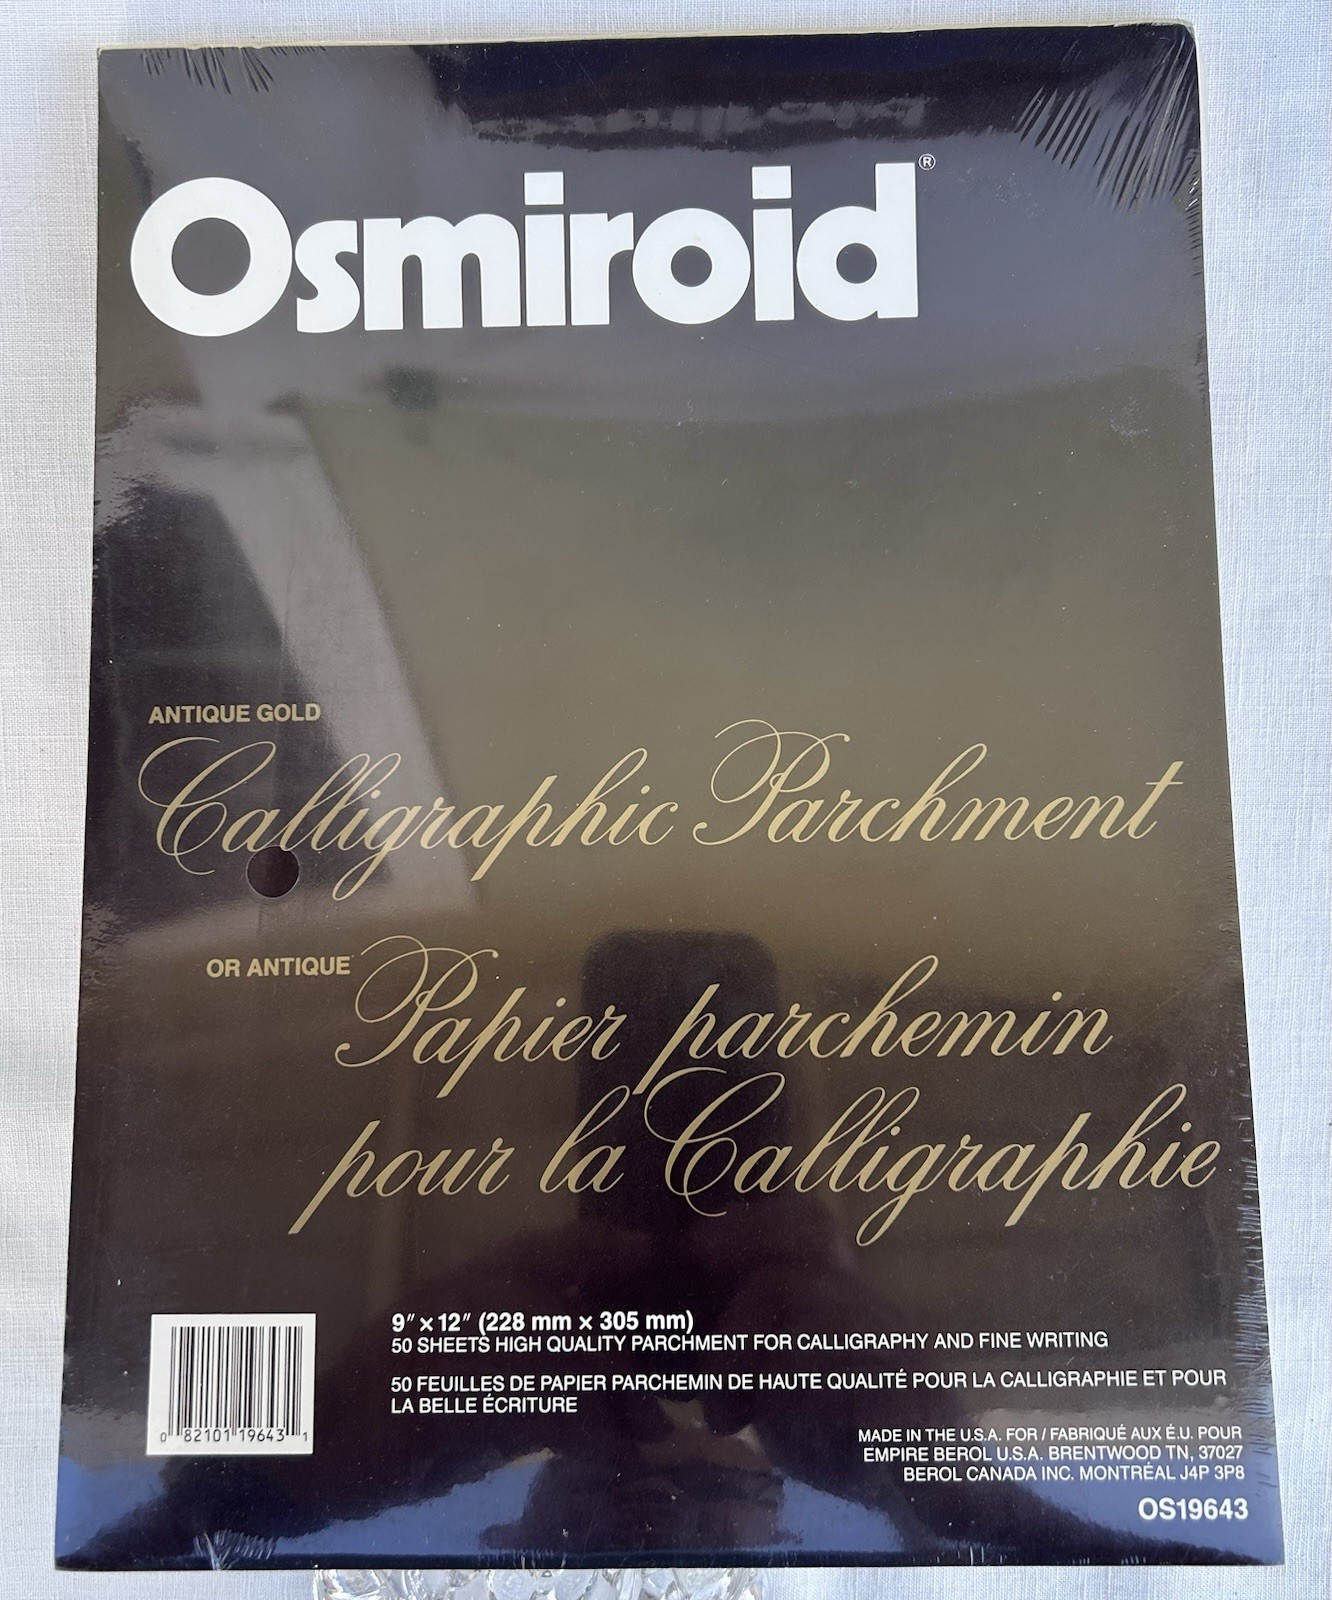 Osmiroid®
ANTIQUE GOLD
Calligraphic Parchment
OR ANTIQUE
Papier parchemin
pour la Calligraphie
9" × 12" (228 mm × 305 mm)
50 SHEETS HIGH QUALITY PARCHMENT FOR CALLIGRAPHY AND FINE WRITING
50 FEUILLES DE PAPIER PARCHEMIN DE HAUTE QUALITÉ POUR LA CALLIGRAPHIE ET POUR
LA BELLE ÉCRITURE
0 82101 19643 1
MADE IN THE U.S.A. FOR / FABRIQUÉ AUX É.U. POUR
EMPIRE BEROL U.S.A. BRENTWOOD TN, 37027
BEROL CANADA INC. MONTRÉAL J4P 3P8
OS19643